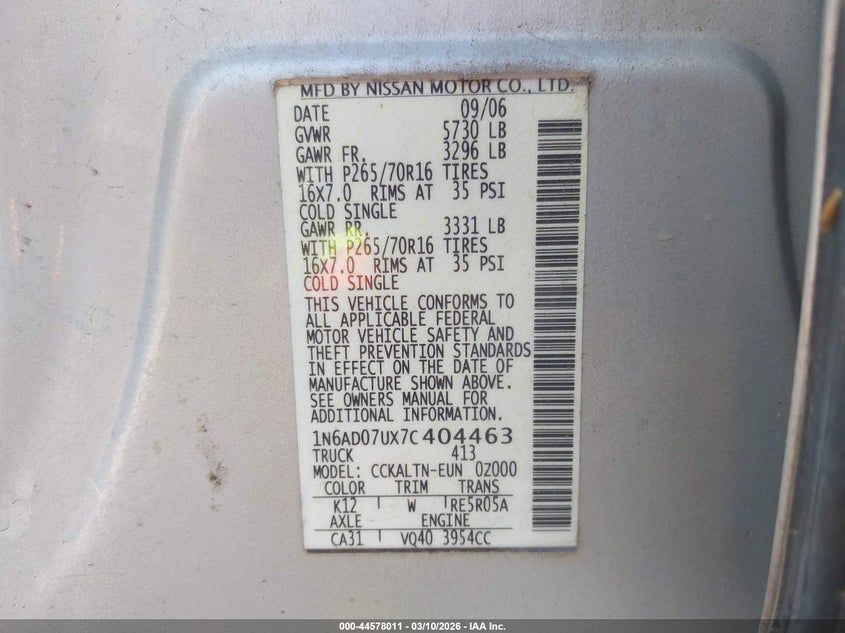 MFD BY NISSAN MOTOR CO., LTD.
DATE 09/06
GVWR 5730 LB
GAWR FR. 3296 LB
WITH P265/70R16 TIRES
16X7.0 RIMS AT 35 PSI
COLD SINGLE
GAWR RR. 3331 LB
WITH P265/70R16 TIRES
16X7.0 RIMS AT 35 PSI
COLD SINGLE
THIS VEHICLE CONFORMS TO
ALL APPLICABLE FEDERAL
MOTOR VEHICLE SAFETY AND
THEFT PREVENTION STANDARDS
IN EFFECT ON THE DATE OF
MANUFACTURE SHOWN ABOVE.
SEE OWNERS MANUAL FOR
ADDITIONAL INFORMATION.
1N6AD07UX7C404463
TRUCK 413
MODEL: CCKALTN-EUN 0Z000
COLOR TRIM TRANS
K12 W RE5R05A
AXLE ENGINE
CA31 VQ40 3954CC
000-44578011 — 03/10/2026 — IAA Inc.